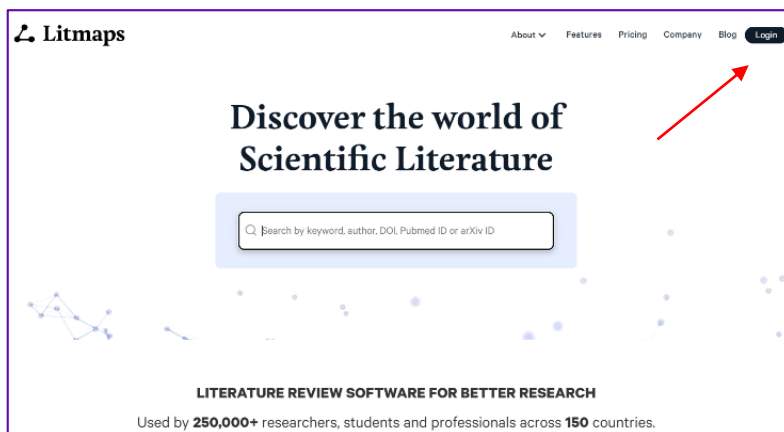 Litmaps
About Features Pricing Company Blog Login
Discover the world of
Scientific Literature
Search by keyword, author, DOI, Pubmed ID or arXiv ID
LITERATURE REVIEW SOFTWARE FOR BETTER RESEARCH
Used by 250,000+ researchers, students and professionals across 150 countries.